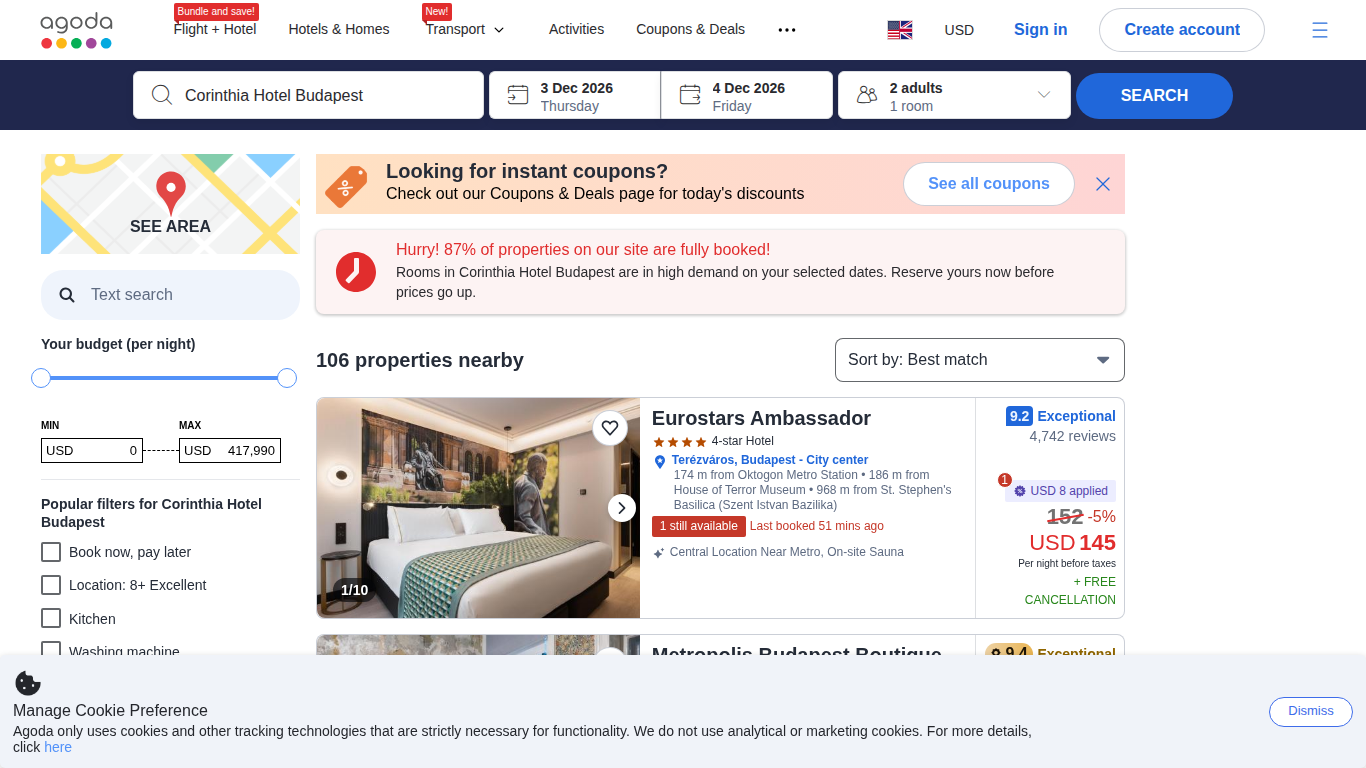 agoda
Bundle and save!
Flight + Hotel
Hotels & Homes
New!
Transport
Activities
Coupons & Deals
USD
Sign in
Create account
Corinthia Hotel Budapest
3 Dec 2026
Thursday
4 Dec 2026
Friday
2 adults
1 room
SEARCH
SEE AREA
Text search
Your budget (per night)
MIN
MAX
USD 0
USD 417,990
Popular filters for Corinthia Hotel
Budapest
Book now, pay later
Location: 8+ Excellent
Kitchen
Washing machine
Looking for instant coupons?
Check out our Coupons & Deals page for today's discounts
See all coupons
Hurry! 87% of properties on our site are fully booked!
Rooms in Corinthia Hotel Budapest are in high demand on your selected dates. Reserve yours now before
prices go up.
106 properties nearby
Sort by: Best match
1/10
Eurostars Ambassador
4-star Hotel
Terézváros, Budapest - City center
174 m from Oktogon Metro Station • 186 m from
House of Terror Museum • 968 m from St. Stephen's
Basilica (Szent Istvan Bazilika)
1 still available Last booked 51 mins ago
Central Location Near Metro, On-site Sauna
9.2 Exceptional
4,742 reviews
1
USD 8 applied
152 -5%
USD 145
Per night before taxes
+ FREE
CANCELLATION
Metropolis Budapest Boutique
9.4 Exceptional
Manage Cookie Preference
Agoda only uses cookies and other tracking technologies that are strictly necessary for functionality. We do not use analytical or marketing cookies. For more details,
click here
Dismiss